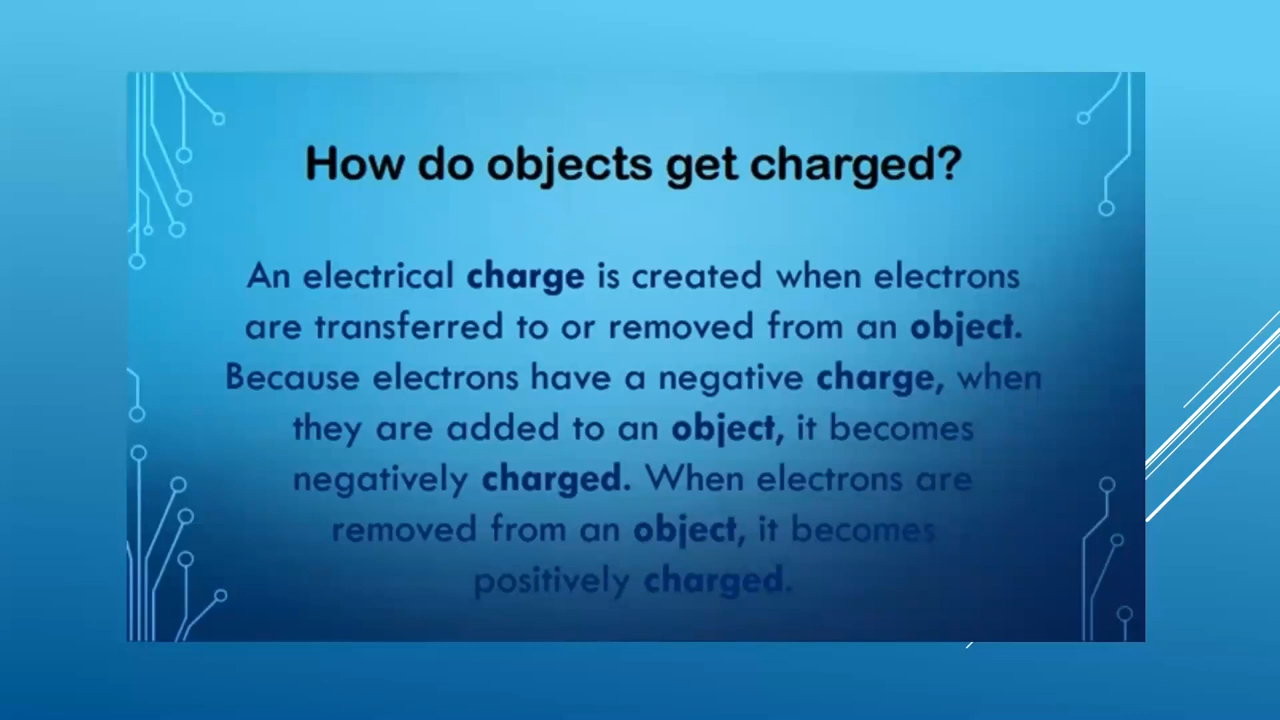 How do objects get charged?
An electrical charge is created when electrons
are transferred to or removed from an object.
Because electrons have a negative charge, when
they are added to an object, it becomes
negatively charged. When electrons are
removed from an object, it becomes
positively charged.